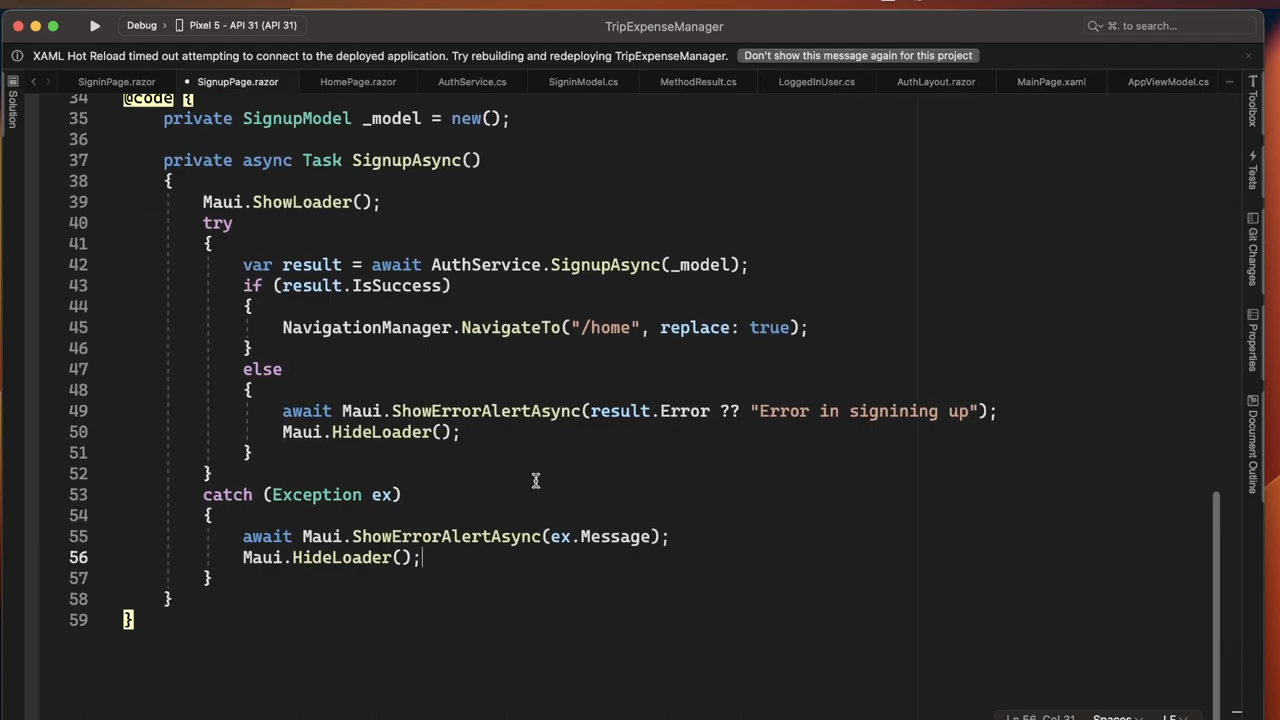 Debug › Pixel 5 - API 31 (API 31)
TripExpenseManager
⌘. to search...
XAML Hot Reload timed out attempting to connect to the deployed application. Try rebuilding and redeploying TripExpenseManager. Don't show this message again for this project
SigninPage.razor SignupPage.razor HomePage.razor AuthService.cs SigninModel.cs MethodResult.cs LoggedInUser.cs AuthLayout.razor MainPage.xaml AppViewModel.cs
Solution
34 @code {
35 private SignupModel _model = new();
36
37 private async Task SignupAsync()
38 {
39 Maui.ShowLoader();
40 try
41 {
42 var result = await AuthService.SignupAsync(_model);
43 if (result.IsSuccess)
44 {
45 NavigationManager.NavigateTo("/home", replace: true);
46 }
47 else
48 {
49 await Maui.ShowErrorAlertAsync(result.Error ?? "Error in signining up");
50 Maui.HideLoader();
51 }
52 }
53 catch (Exception ex)
54 {
55 await Maui.ShowErrorAlertAsync(ex.Message);
56 Maui.HideLoader();
57 }
58 }
59 }
Toolbox
Tests
Git Changes
Properties
Document Outline
Ln 56, Col 31 Spaces LF